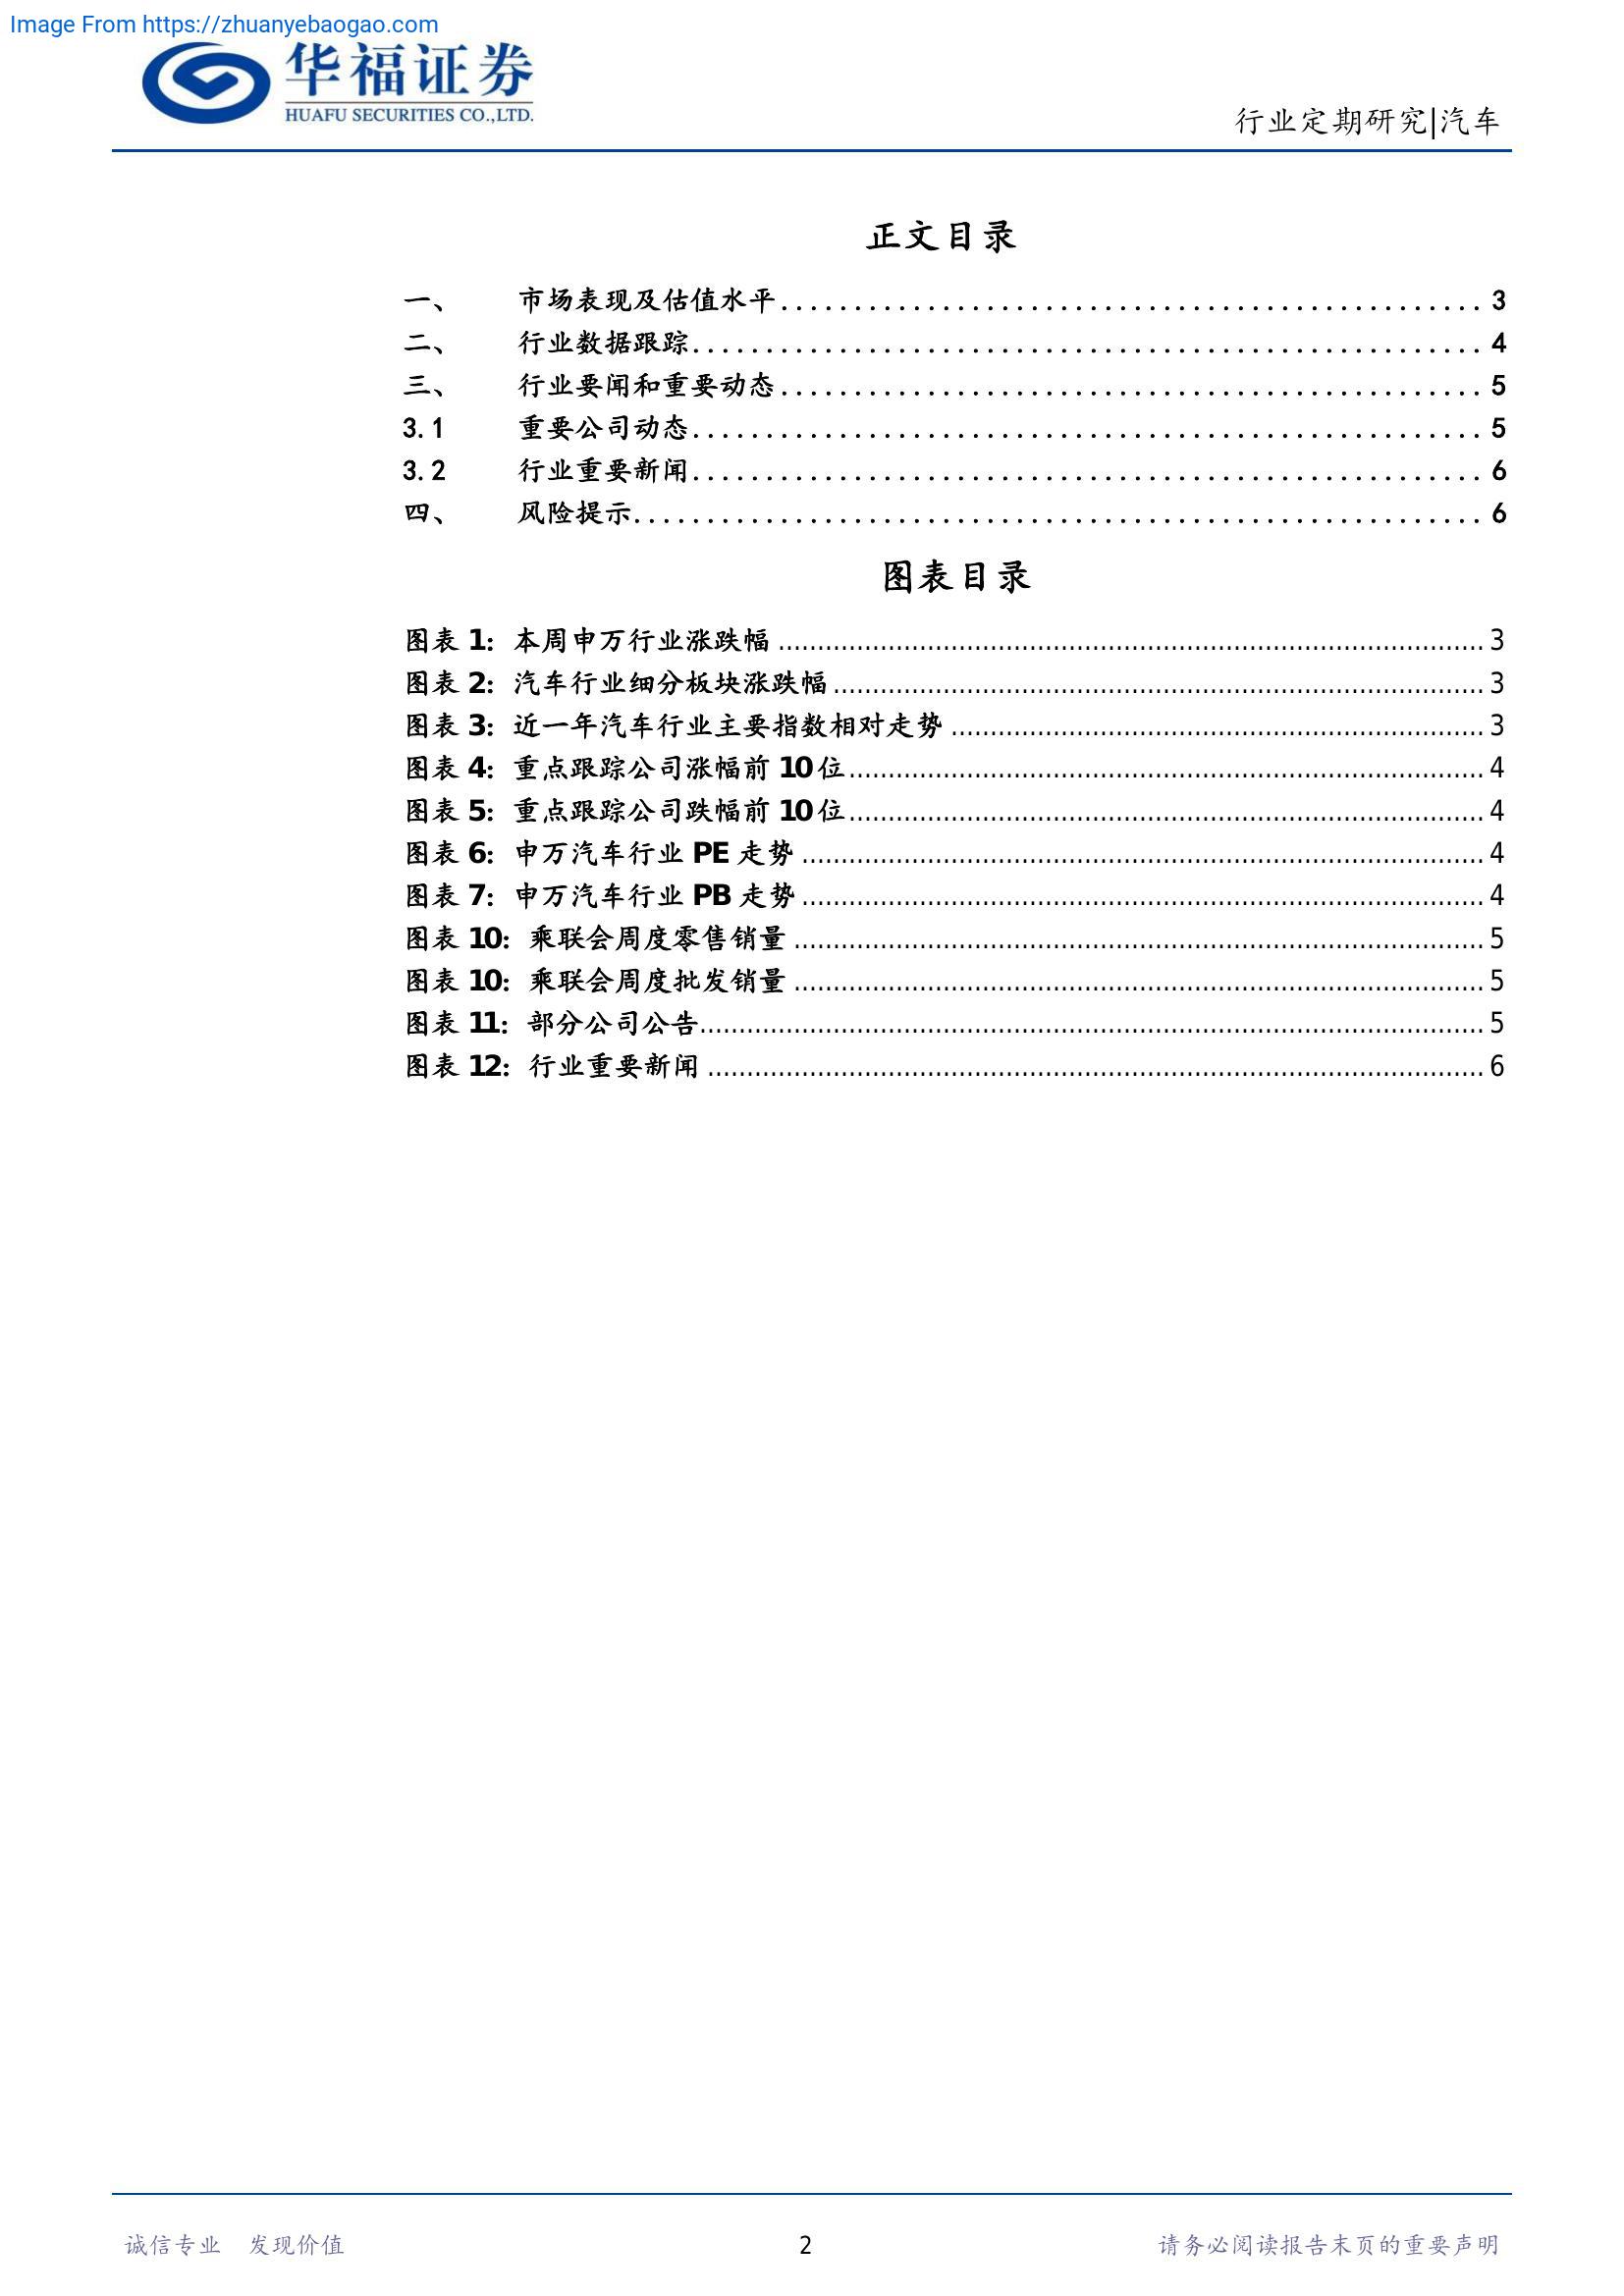 Image From https://zhuanyebaogao.com
华福证券
HUAFU SECURITIES CO.,LTD.
行业定期研究|汽车
正文目录
一、 市场表现及估值水平................................................ 3
二、 行业数据跟踪...................................................... 4
三、 行业要闻和重要动态................................................ 5
3.1 重要公司动态...................................................... 5
3.2 行业重要新闻...................................................... 6
四、 风险提示.......................................................... 6
图表目录
图表 1: 本周申万行业涨跌幅 ................................................ 3
图表 2: 汽车行业细分板块涨跌幅 ................................................ 3
图表 3: 近一年汽车行业主要指数相对走势 ................................................ 3
图表 4: 重点跟踪公司涨幅前 10 位................................................ 4
图表 5: 重点跟踪公司跌幅前 10 位................................................ 4
图表 6: 申万汽车行业 PE 走势 ................................................ 4
图表 7: 申万汽车行业 PB 走势 ................................................ 4
图表 10: 乘联会周度零售销量 ................................................ 5
图表 10: 乘联会周度批发销量 ................................................ 5
图表 11: 部分公司公告................................................ 5
图表 12: 行业重要新闻 ................................................ 6
诚信专业 发现价值 2 请务必阅读报告末页的重要声明